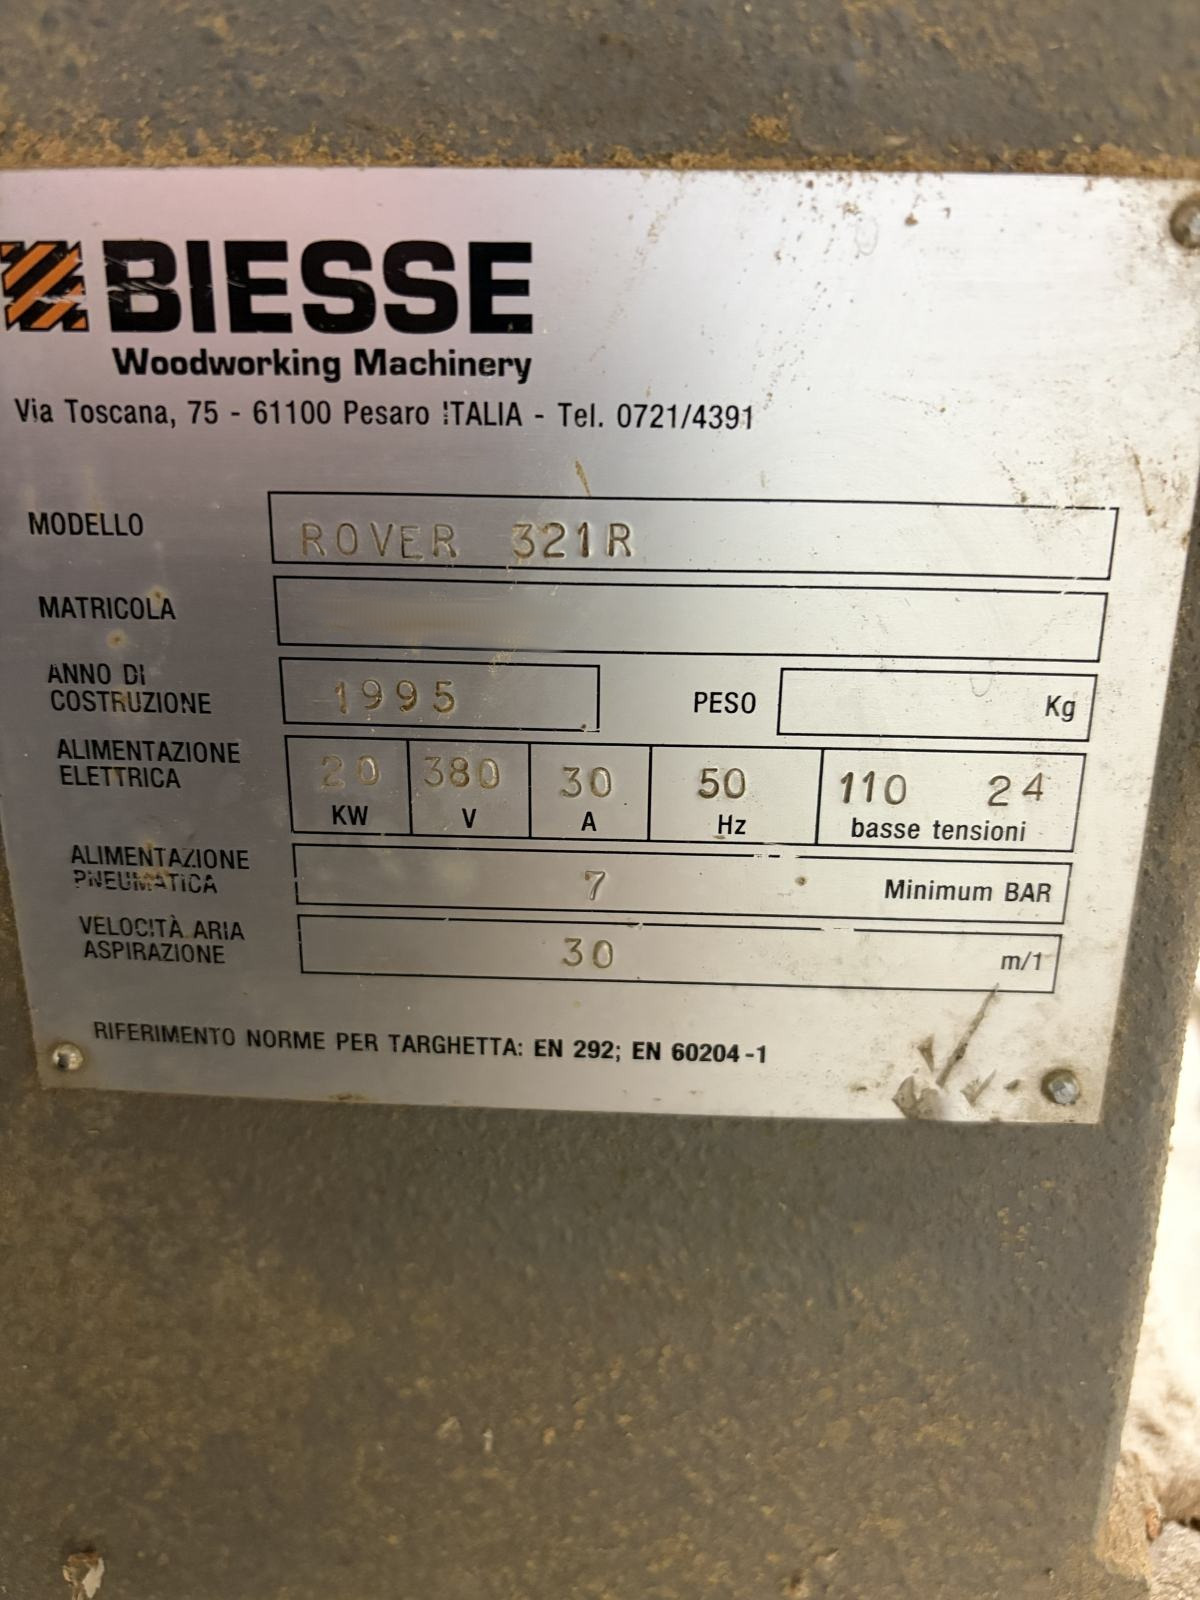 BIESSE
Woodworking Machinery
Via Toscana, 75 - 61100 Pesaro ITALIA - Tel. 0721/4391
MODELLO ROVER 321R
MATRICOLA
ANNO DI COSTRUZIONE 1995 PESO Kg
ALIMENTAZIONE ELETTRICA 20 KW 380 V 30 A 50 Hz 110 24 basse tensioni
ALIMENTAZIONE PNEUMATICA 7 Minimum BAR
VELOCITÀ ARIA ASPIRAZIONE 30 m/1
RIFERIMENTO NORME PER TARGHETTA: EN 292; EN 60204-1